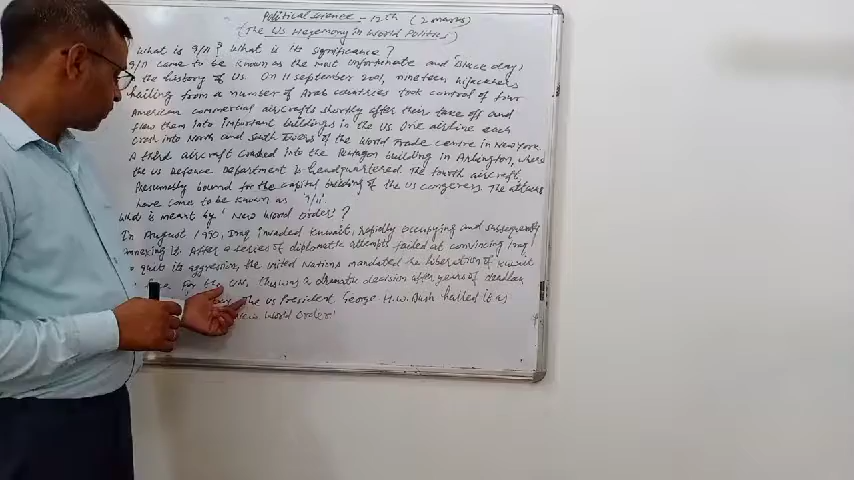 Political science - 12th (2 marks)
(The US Hegemony in World Politics)
What is 9/11? What is its significance?
9/11 came to be known as the most unfortunate and 'Black day' in
the history of US. On 11 September 2001, nineteen hijackers
hailing from a number of Arab countries took control of four
American commercial aircrafts shortly after their take off and
flew them into important buildings in the US. One airline each
crash into North and South Towers of the World Trade centre in New York
A third aircraft crashed into the Pentagon building in Arlington, where
the US Defence Department is headquartered. The fourth aircraft,
Presumably bound for the capital building of the US congress. The attacks
have come to be known as '9/11'.
What is meant by 'New World Order'?
In August 1990, Iraq invaded Kuwait, rapidly occupying and subsequently
annexing it. After a series of diplomatic attempts failed at convincing Iraq
quit its aggression, the United Nations mandated the liberation of Kuwait
For the U.N. this was a dramatic decision after years of deadlock
The US President George H.W. Bush hailed it as
New World Order'